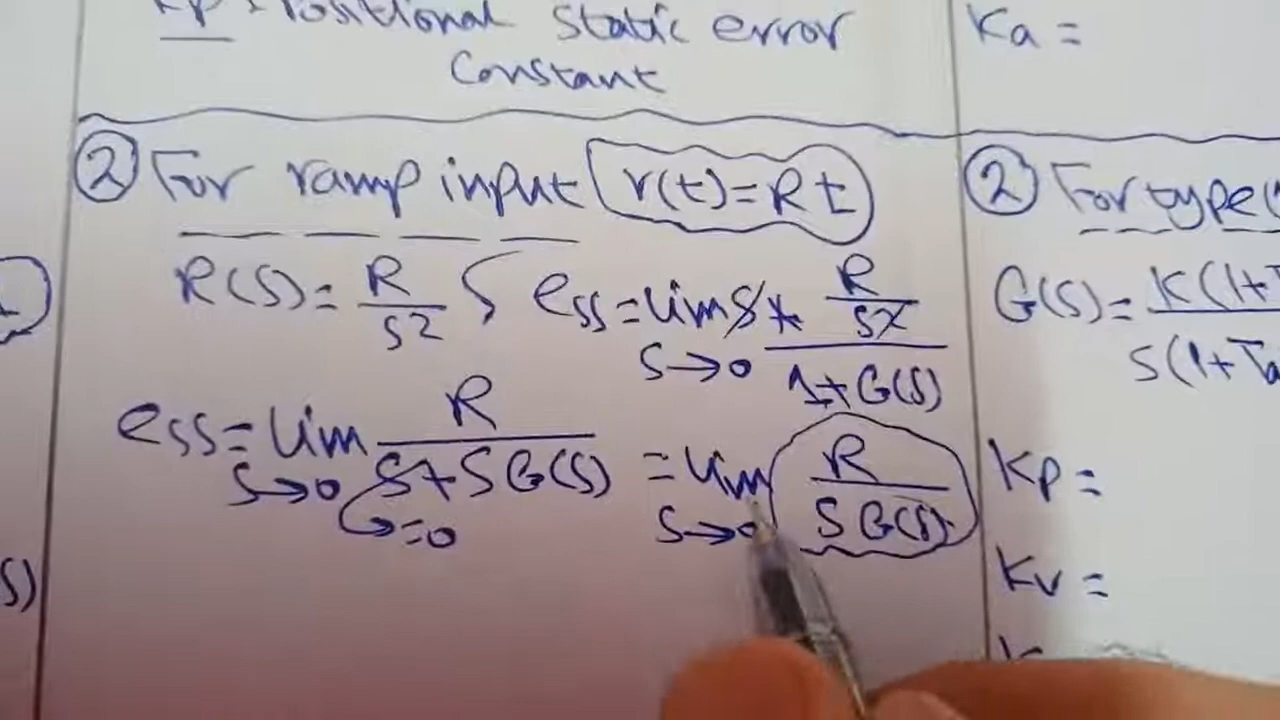 Kp → Positional static error
Constant
② For ramp input r(t)=Rt
R(S)= R/S2 ess=lim S→0 S* R/S2 / 1+G(S)
ess=lim S→0 R / S+SG(S) =lim S→0 R / S G(S)
↳=0
Ka =
② For type
G(S)= K(1+T
S(1+Ta
Kp=
Kv=
S)